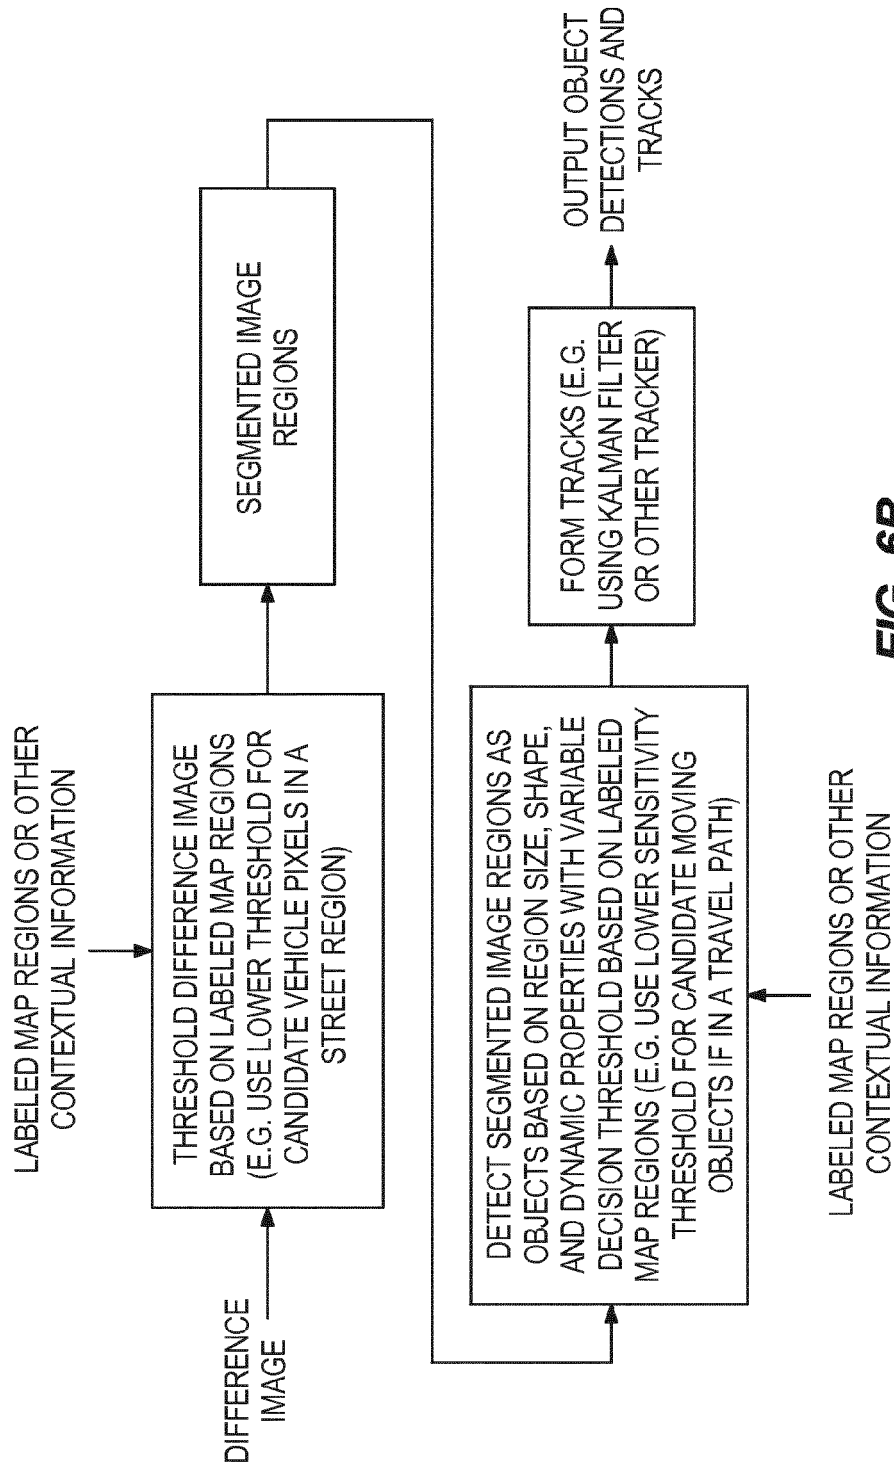 LABELED MAP REGIONS OR OTHER
CONTEXTUAL INFORMATION
DIFFERENCE
IMAGE
THRESHOLD DIFFERENCE IMAGE
BASED ON LABELED MAP REGIONS
(E.G. USE LOWER THRESHOLD FOR
CANDIDATE VEHICLE PIXELS IN A
STREET REGION)
SEGMENTED IMAGE
REGIONS
DETECT SEGMENTED IMAGE REGIONS AS
OBJECTS BASED ON REGION SIZE, SHAPE,
AND DYNAMIC PROPERTIES WITH VARIABLE
DECISION THRESHOLD BASED ON LABELED
MAP REGIONS (E.G. USE LOWER SENSITIVITY
THRESHOLD FOR CANDIDATE MOVING
OBJECTS IF IN A TRAVEL PATH)
FORM TRACKS (E.G.
USING KALMAN FILTER
OR OTHER TRACKER)
OUTPUT OBJECT
DETECTIONS AND
TRACKS
LABELED MAP REGIONS OR OTHER
CONTEXTUAL INFORMATION
FIG. 6B